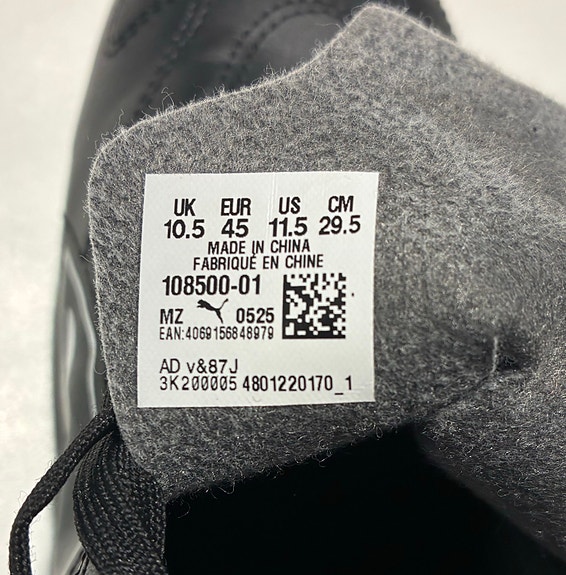 UK EUR US CM
10.5 45 11.5 29.5
MADE IN CHINA
FABRIQUÉ EN CHINE
108500-01
MZ 0525
EAN:4069156848979
AD v&87J
3K200005 4801220170_1